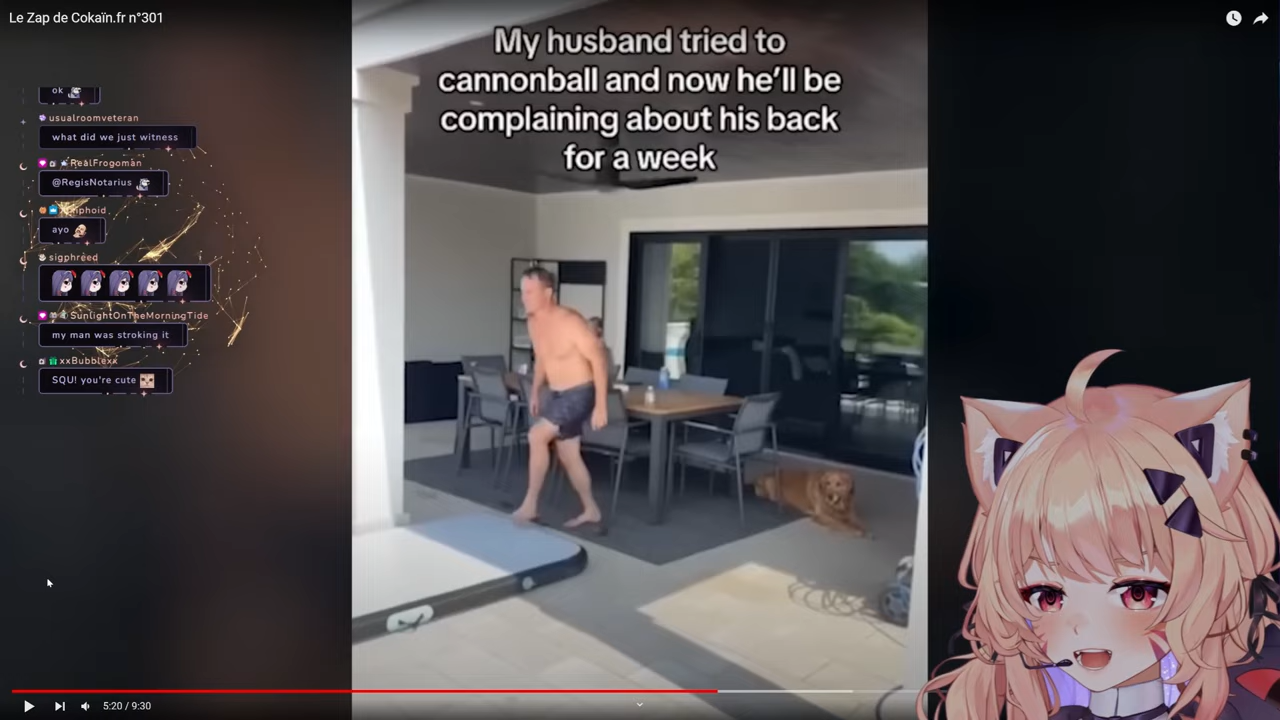 Le Zap de Cokaïn.fr n°301
My husband tried to
cannonball and now he'll be
complaining about his back
for a week
ok
usualroomveteran
what did we just witness
RealFrogoman
@RegisNotarius
ayo
sigphreed
SunlightOnTheMorningTide
my man was stroking it
xxBubblexx
SQU! you're cute
5:20 / 9:30